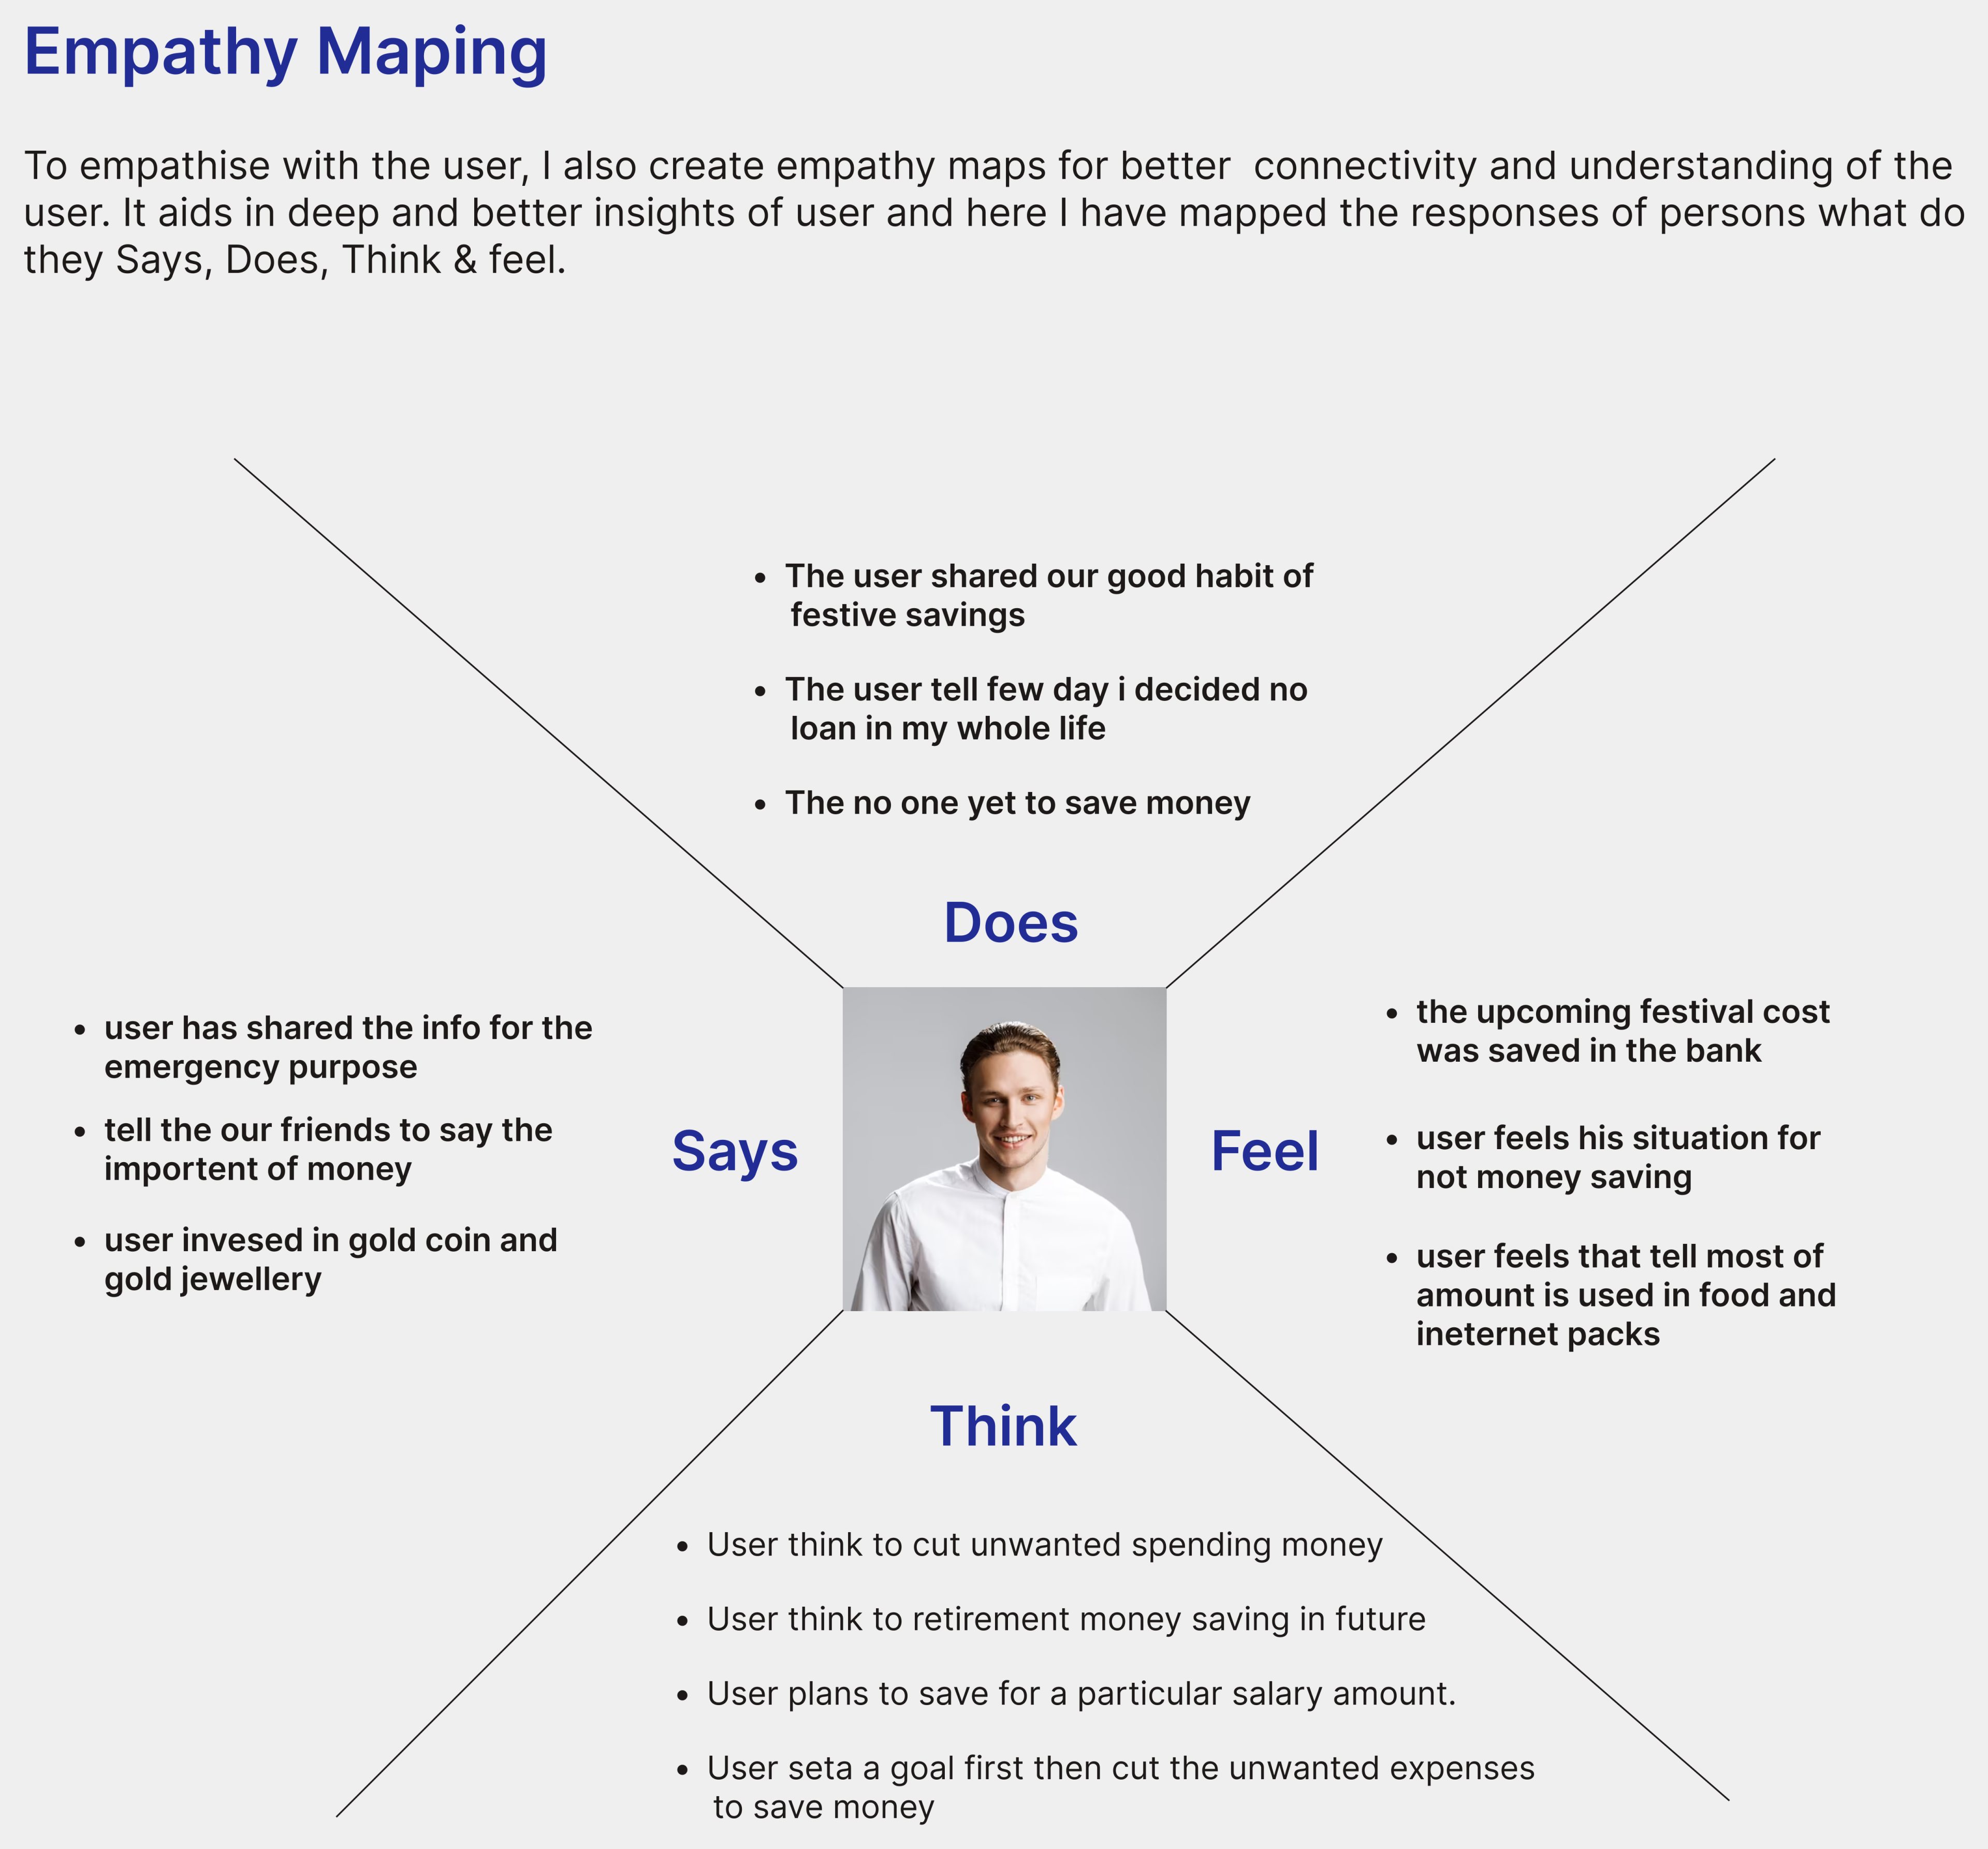 Empathy Maping
To empathise with the user, I also create empathy maps for better  connectivity and understanding of the
user. It aids in deep and better insights of user and here I have mapped the responses of persons what do
they Says, Does, Think & feel.
• The user shared our good habit of
festive savings
• The user tell few day i decided no
loan in my whole life
• The no one yet to save money
Does
• user has shared the info for the
emergency purpose
• tell the our friends to say the
importent of money
• user invesed in gold coin and
gold jewellery
Says
Feel
• the upcoming festival cost
was saved in the bank
• user feels his situation for
not money saving
• user feels that tell most of
amount is used in food and
ineternet packs
Think
• User think to cut unwanted spending money
• User think to retirement money saving in future
• User plans to save for a particular salary amount.
• User seta a goal first then cut the unwanted expenses
to save money